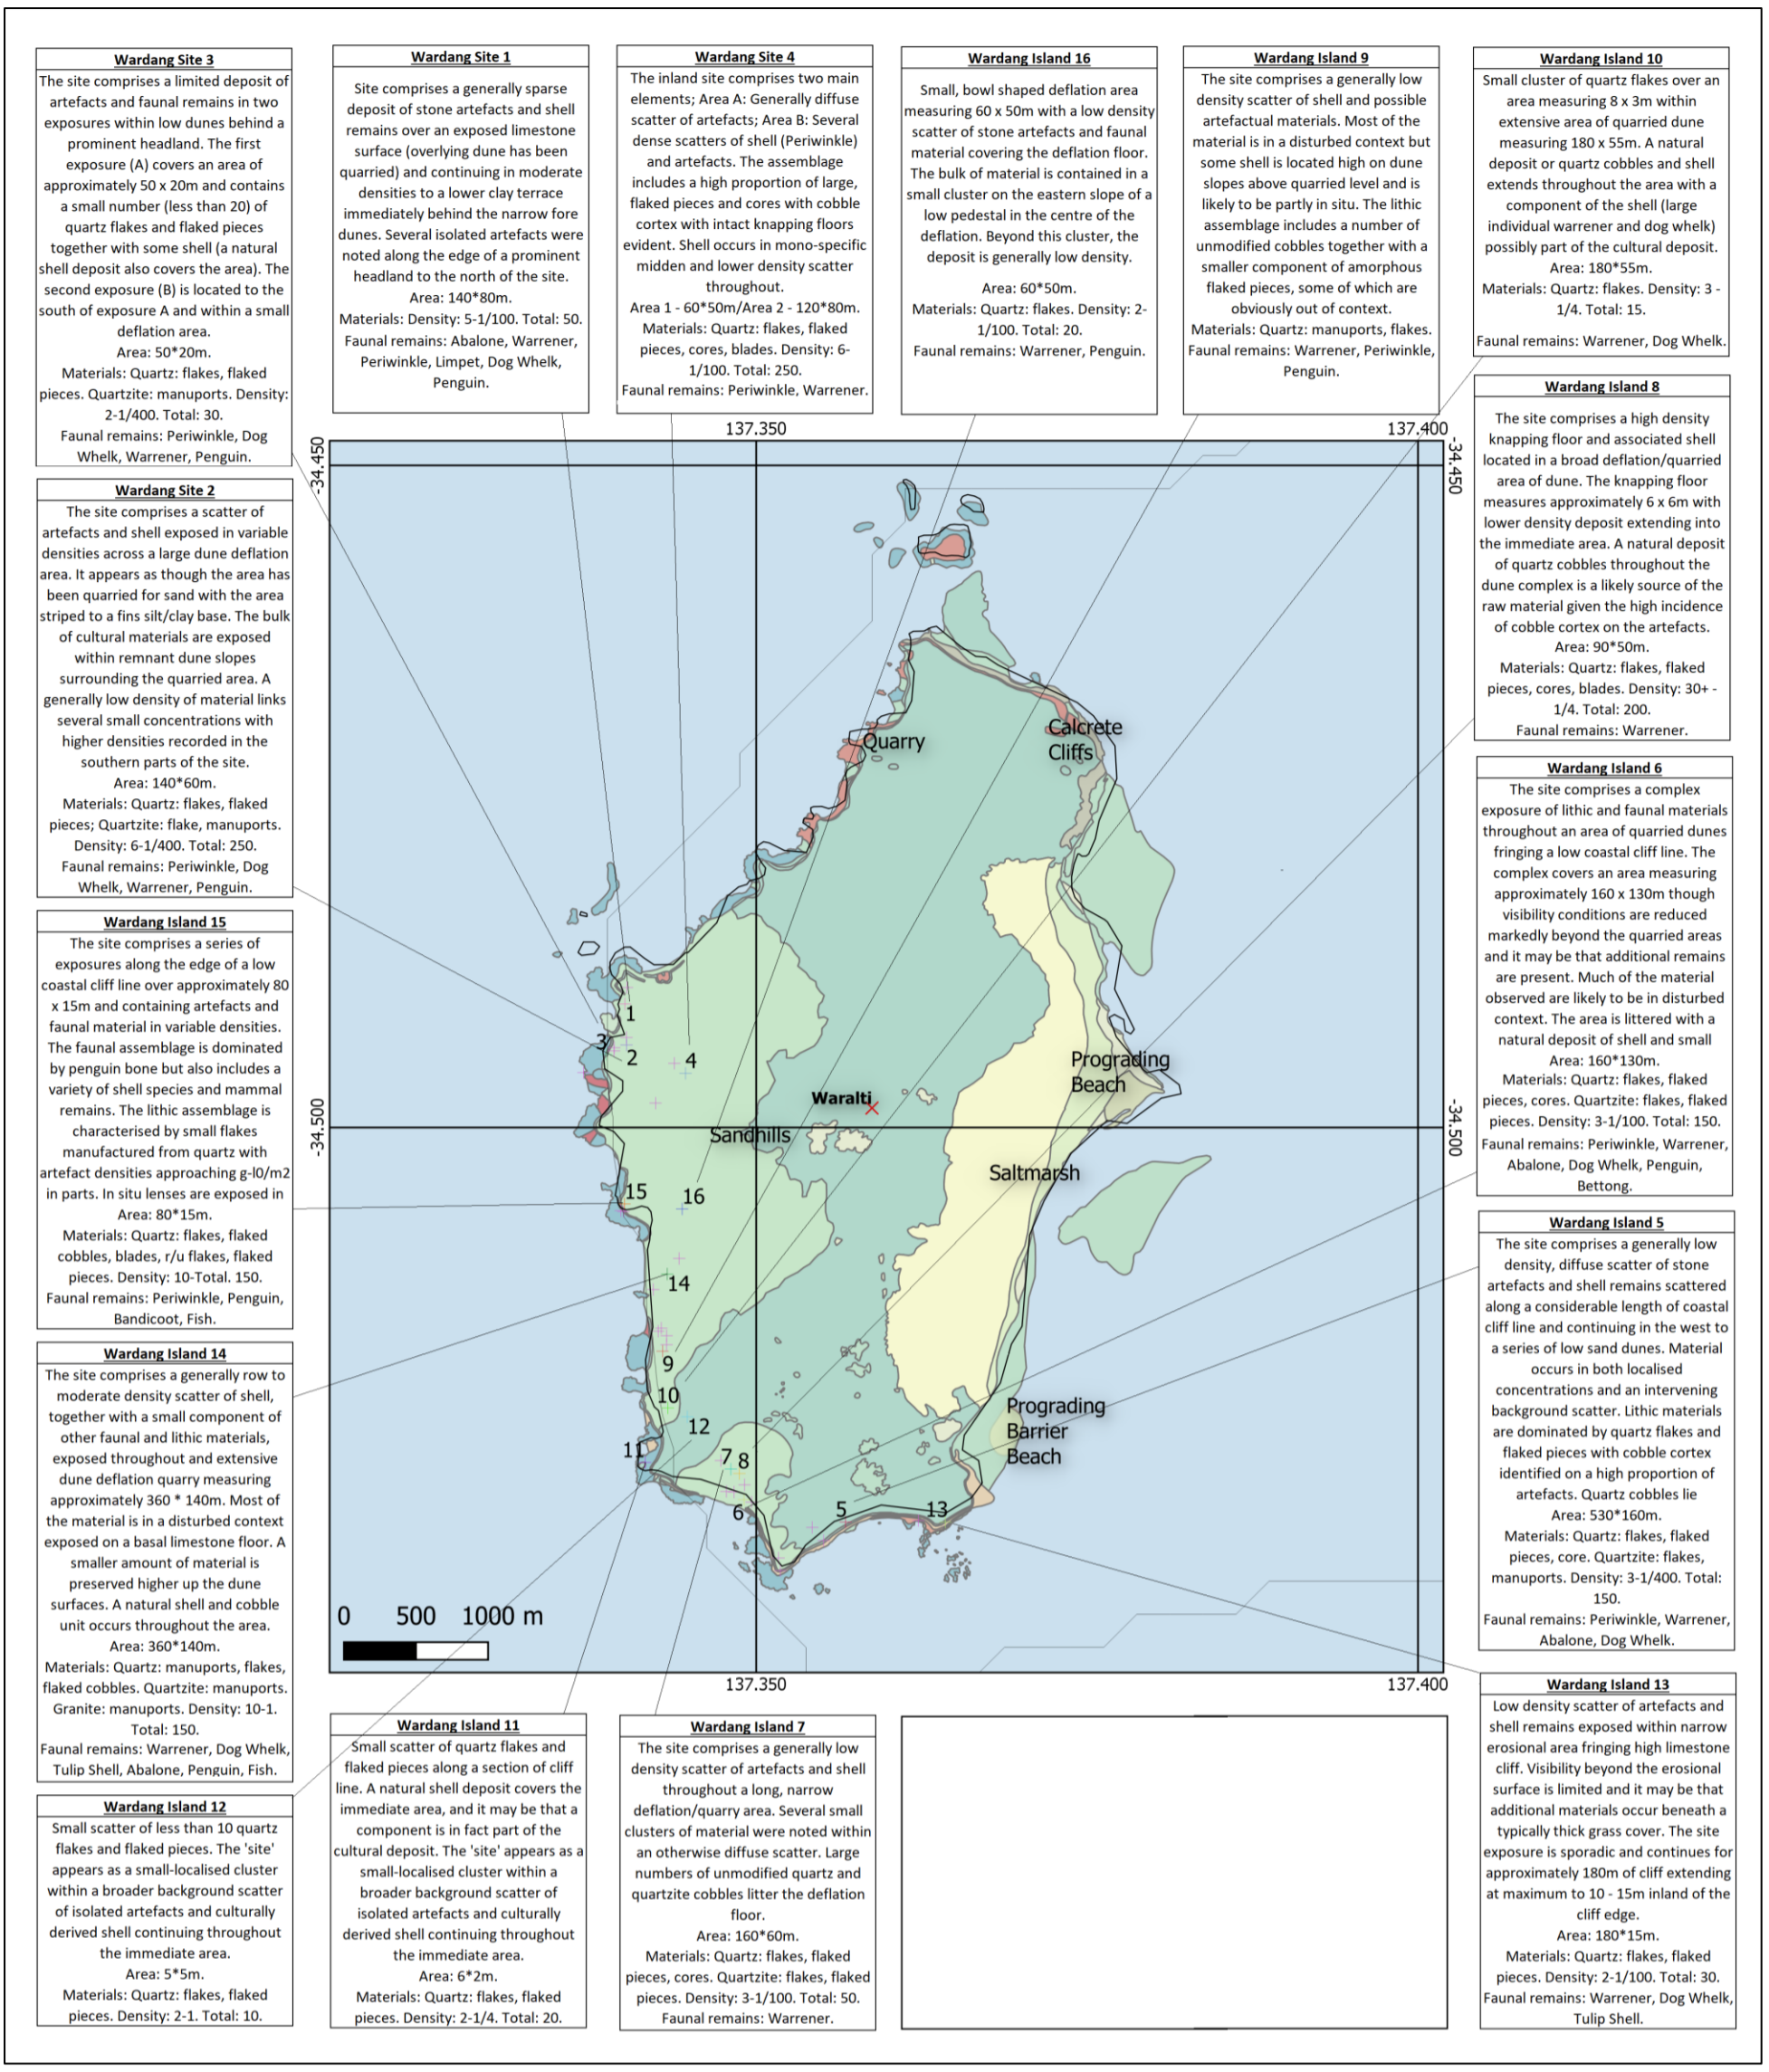 Wardang Site 3
The site comprises a limited deposit of
artefacts and faunal remains in two
exposures within low dunes behind a
prominent headland. The first
exposure (A) covers an area of
approximately 50 x 20m and contains
a small number (less than 20) of
quartz flakes and flaked pieces
together with some shell (a natural
shell deposit also covers the area). The
second exposure (B) is located to the
south of exposure A and within a small
deflation area.
Area: 50*20m.
Materials: Quartz: flakes, flaked
pieces. Quartzite: manuports. Density:
2-1/400. Total: 30.
Faunal remains: Periwinkle, Dog
Whelk, Warrener, Penguin.
Wardang Site 1
Site comprises a generally sparse
deposit of stone artefacts and shell
remains over an exposed limestone
surface (overlying dune has been
quarried) and continuing in moderate
densities to a lower clay terrace
immediately behind the narrow fore
dunes. Several isolated artefacts were
noted along the edge of a prominent
headland to the north of the site.
Area: 140*80m.
Materials: Density: 5-1/100. Total: 50.
Faunal remains: Abalone, Warrener,
Periwinkle, Limpet, Dog Whelk,
Penguin.
Wardang Site 4
The inland site comprises two main
elements; Area A: Generally diffuse
scatter of artefacts; Area B: Several
dense scatters of shell (Periwinkle)
and artefacts. The assemblage
includes a high proportion of large,
flaked pieces and cores with cobble
cortex with intact knapping floors
evident. Shell occurs in mono-specific
midden and lower density scatter
throughout.
Area 1 - 60*50m/Area 2 - 120*80m.
Materials: Quartz: flakes, flaked
pieces, cores, blades. Density: 6-
1/100. Total: 250.
Faunal remains: Periwinkle, Warrener.
Wardang Island 16
Small, bowl shaped deflation area
measuring 60 x 50m with a low density
scatter of stone artefacts and faunal
material covering the deflation floor.
The bulk of material is contained in a
small cluster on the eastern slope of a
low pedestal in the centre of the
deflation. Beyond this cluster, the
deposit is generally low density.
Area: 60*50m.
Materials: Quartz: flakes. Density: 2-
1/100. Total: 20.
Faunal remains: Warrener, Penguin.
Wardang Island 9
The site comprises a generally low
density scatter of shell and possible
artefactual materials. Most of the
material is in a disturbed context but
some shell is located high on dune
slopes above quarried level and is
likely to be partly in situ. The lithic
assemblage includes a number of
unmodified cobbles together with a
smaller component of amorphous
flaked pieces, some of which are
obviously out of context.
Materials: Quartz: manuports, flakes.
Faunal remains: Warrener, Periwinkle,
Penguin.
Wardang Island 10
Small cluster of quartz flakes over an
area measuring 8 x 3m within
extensive area of quarried dune
measuring 180 x 55m. A natural
deposit or quartz cobbles and shell
extends throughout the area with a
component of the shell (large
individual warrener and dog whelk)
possibly part of the cultural deposit.
Area: 180*55m.
Materials: Quartz: flakes. Density: 3 -
1/4. Total: 15.
Faunal remains: Warrener, Dog Whelk.
Wardang Island 8
The site comprises a high density
knapping floor and associated shell
located in a broad deflation/quarried
area of dune. The knapping floor
measures approximately 6 x 6m with
lower density deposit extending into
the immediate area. A natural deposit
of quartz cobbles throughout the
dune complex is a likely source of the
raw material given the high incidence
of cobble cortex on the artefacts.
Area: 90*50m.
Materials: Quartz: flakes, flaked
pieces, cores, blades. Density: 30+ -
1/4. Total: 200.
Faunal remains: Warrener.
Wardang Site 2
The site comprises a scatter of
artefacts and shell exposed in variable
densities across a large dune deflation
area. It appears as though the area has
been quarried for sand with the area
striped to a fins silt/clay base. The bulk
of cultural materials are exposed
within remnant dune slopes
surrounding the quarried area. A
generally low density of material links
several small concentrations with
higher densities recorded in the
southern parts of the site.
Area: 140*60m.
Materials: Quartz: flakes, flaked
pieces; Quartzite: flake, manuports.
Density: 6-1/400. Total: 250.
Faunal remains: Periwinkle, Dog
Whelk, Warrener, Penguin.
Wardang Island 6
The site comprises a complex
exposure of lithic and faunal materials
throughout an area of quarried dunes
fringing a low coastal cliff line. The
complex covers an area measuring
approximately 160 x 130m though
visibility conditions are reduced
markedly beyond the quarried areas
and it may be that additional remains
are present. Much of the material
observed are likely to be in disturbed
context. The area is littered with a
natural deposit of shell and small
Area: 160*130m.
Materials: Quartz: flakes, flaked
pieces, cores. Quartzite: flakes, flaked
pieces. Density: 3-1/100. Total: 150.
Faunal remains: Periwinkle, Warrener,
Abalone, Dog Whelk, Penguin,
Bettong.
Wardang Island 15
The site comprises a series of
exposures along the edge of a low
coastal cliff line over approximately 80
x 15m and containing artefacts and
faunal material in variable densities.
The faunal assemblage is dominated
by penguin bone but also includes a
variety of shell species and mammal
remains. The lithic assemblage is
characterised by small flakes
manufactured from quartz with
artefact densities approaching g-l0/m2
in parts. In situ lenses are exposed in
Area: 80*15m.
Materials: Quartz: flakes, flaked
cobbles, blades, r/u flakes, flaked
pieces. Density: 10-Total. 150.
Faunal remains: Periwinkle, Penguin,
Bandicoot, Fish.
Wardang Island 5
The site comprises a generally low
density, diffuse scatter of stone
artefacts and shell remains scattered
along a considerable length of coastal
cliff line and continuing in the west to
a series of low sand dunes. Material
occurs in both localised
concentrations and an intervening
background scatter. Lithic materials
are dominated by quartz flakes and
flaked pieces with cobble cortex
identified on a high proportion of
artefacts. Quartz cobbles lie
Area: 530*160m.
Materials: Quartz: flakes, flaked
pieces, core. Quartzite: flakes,
manuports. Density: 3-1/400. Total:
150.
Faunal remains: Periwinkle, Warrener,
Abalone, Dog Whelk.
Wardang Island 14
The site comprises a generally row to
moderate density scatter of shell,
together with a small component of
other faunal and lithic materials,
exposed throughout and extensive
dune deflation quarry measuring
approximately 360 * 140m. Most of
the material is in a disturbed context
exposed on a basal limestone floor. A
smaller amount of material is
preserved higher up the dune
surfaces. A natural shell and cobble
unit occurs throughout the area.
Area: 360*140m.
Materials: Quartz: manuports, flakes,
flaked cobbles. Quartzite: manuports.
Granite: manuports. Density: 10-1.
Total: 150.
Faunal remains: Warrener, Dog Whelk,
Tulip Shell, Abalone, Penguin, Fish.
Wardang Island 12
Small scatter of less than 10 quartz
flakes and flaked pieces. The 'site'
appears as a small-localised cluster
within a broader background scatter
of isolated artefacts and culturally
derived shell continuing throughout
the immediate area.
Area: 5*5m.
Materials: Quartz: flakes, flaked
pieces. Density: 2-1. Total: 10.
Wardang Island 11
Small scatter of quartz flakes and
flaked pieces along a section of cliff
line. A natural shell deposit covers the
immediate area, and it may be that a
component is in fact part of the
cultural deposit. The 'site' appears as a
small-localised cluster within a
broader background scatter of
isolated artefacts and culturally
derived shell continuing throughout
the immediate area.
Area: 6*2m.
Materials: Quartz: flakes, flaked
pieces. Density: 2-1/4. Total: 20.
Wardang Island 7
The site comprises a generally low
density scatter of artefacts and shell
throughout a long, narrow
deflation/quarry area. Several small
clusters of material were noted within
an otherwise diffuse scatter. Large
numbers of unmodified quartz and
quartzite cobbles litter the deflation
floor.
Area: 160*60m.
Materials: Quartz: flakes, flaked
pieces, cores. Quartzite: flakes, flaked
pieces. Density: 3-1/100. Total: 50.
Faunal remains: Warrener.
Wardang Island 13
Low density scatter of artefacts and
shell remains exposed within narrow
erosional area fringing high limestone
cliff. Visibility beyond the erosional
surface is limited and it may be that
additional materials occur beneath a
typically thick grass cover. The site
exposure is sporadic and continues for
approximately 180m of cliff extending
at maximum to 10 - 15m inland of the
cliff edge.
Area: 180*15m.
Materials: Quartz: flakes, flaked
pieces. Density: 2-1/100. Total: 30.
Faunal remains: Warrener, Dog Whelk,
Tulip Shell.
137.350
137.400
-34.450
-34.450
Quarry
Calcrete
Cliffs
1
3
2
4
Prograding
Beach
Waralti
-34.500
-34.500
Sandhills
Saltmarsh
15
16
14
9
10
12
11
7
8
Prograding
Barrier
Beach
6
5
13
0 500 1000 m
137.350
137.400